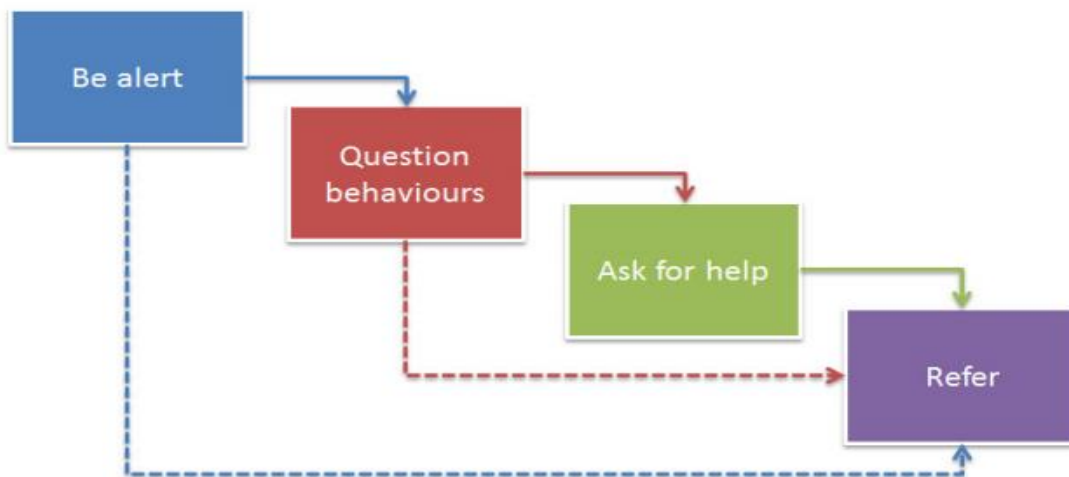 Be alert
Question
behaviours
Ask for help
Refer